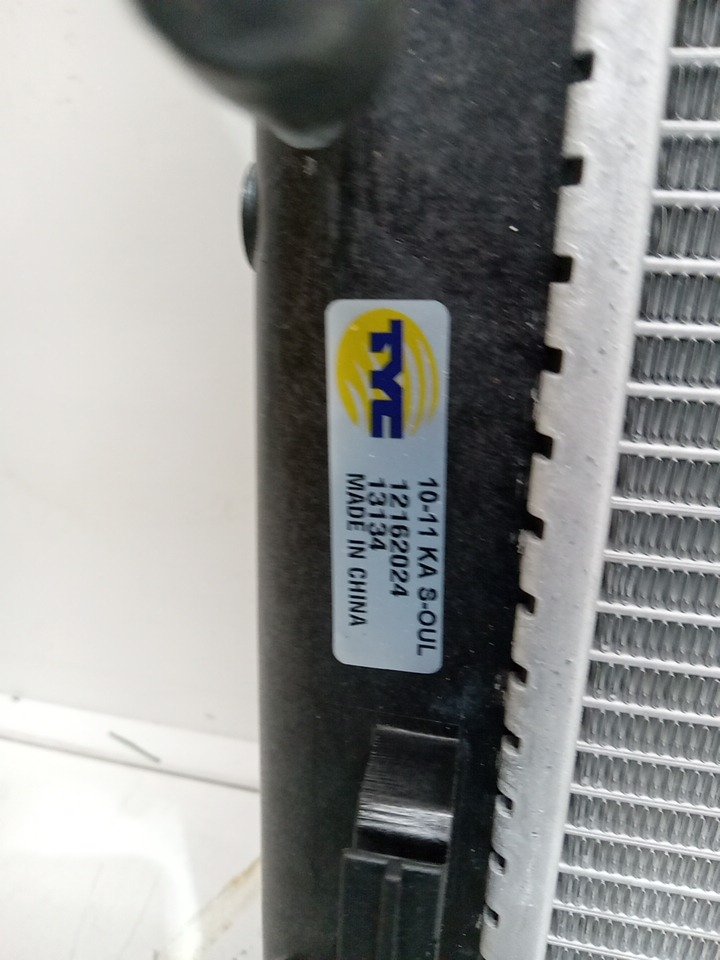 TYC
10-11 KA S-OUL
12162024
13134
MADE IN CHINA